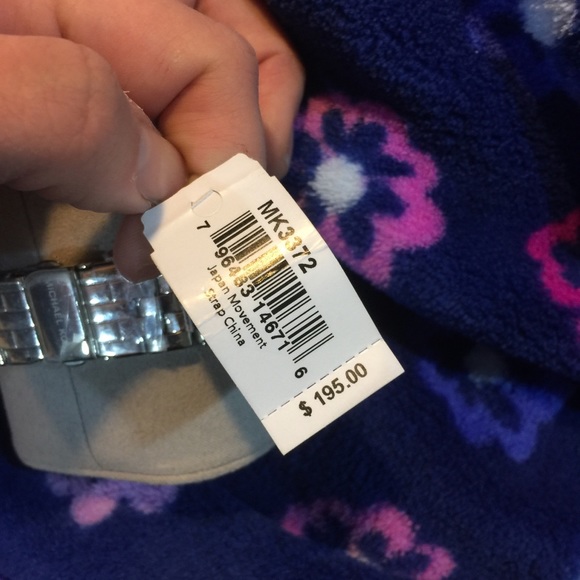 MK3372
7 96483 14671 6
Japan Movement
Strap China
$ 195.00